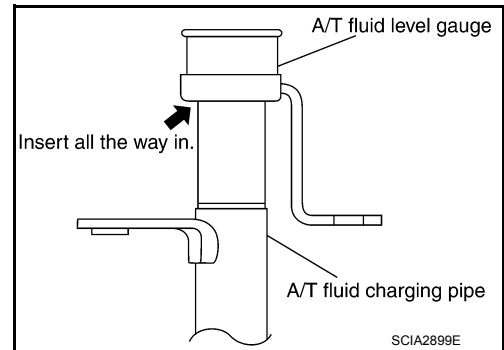 A/T fluid level gauge
Insert all the way in.
A/T fluid charging pipe
SCIA2899E